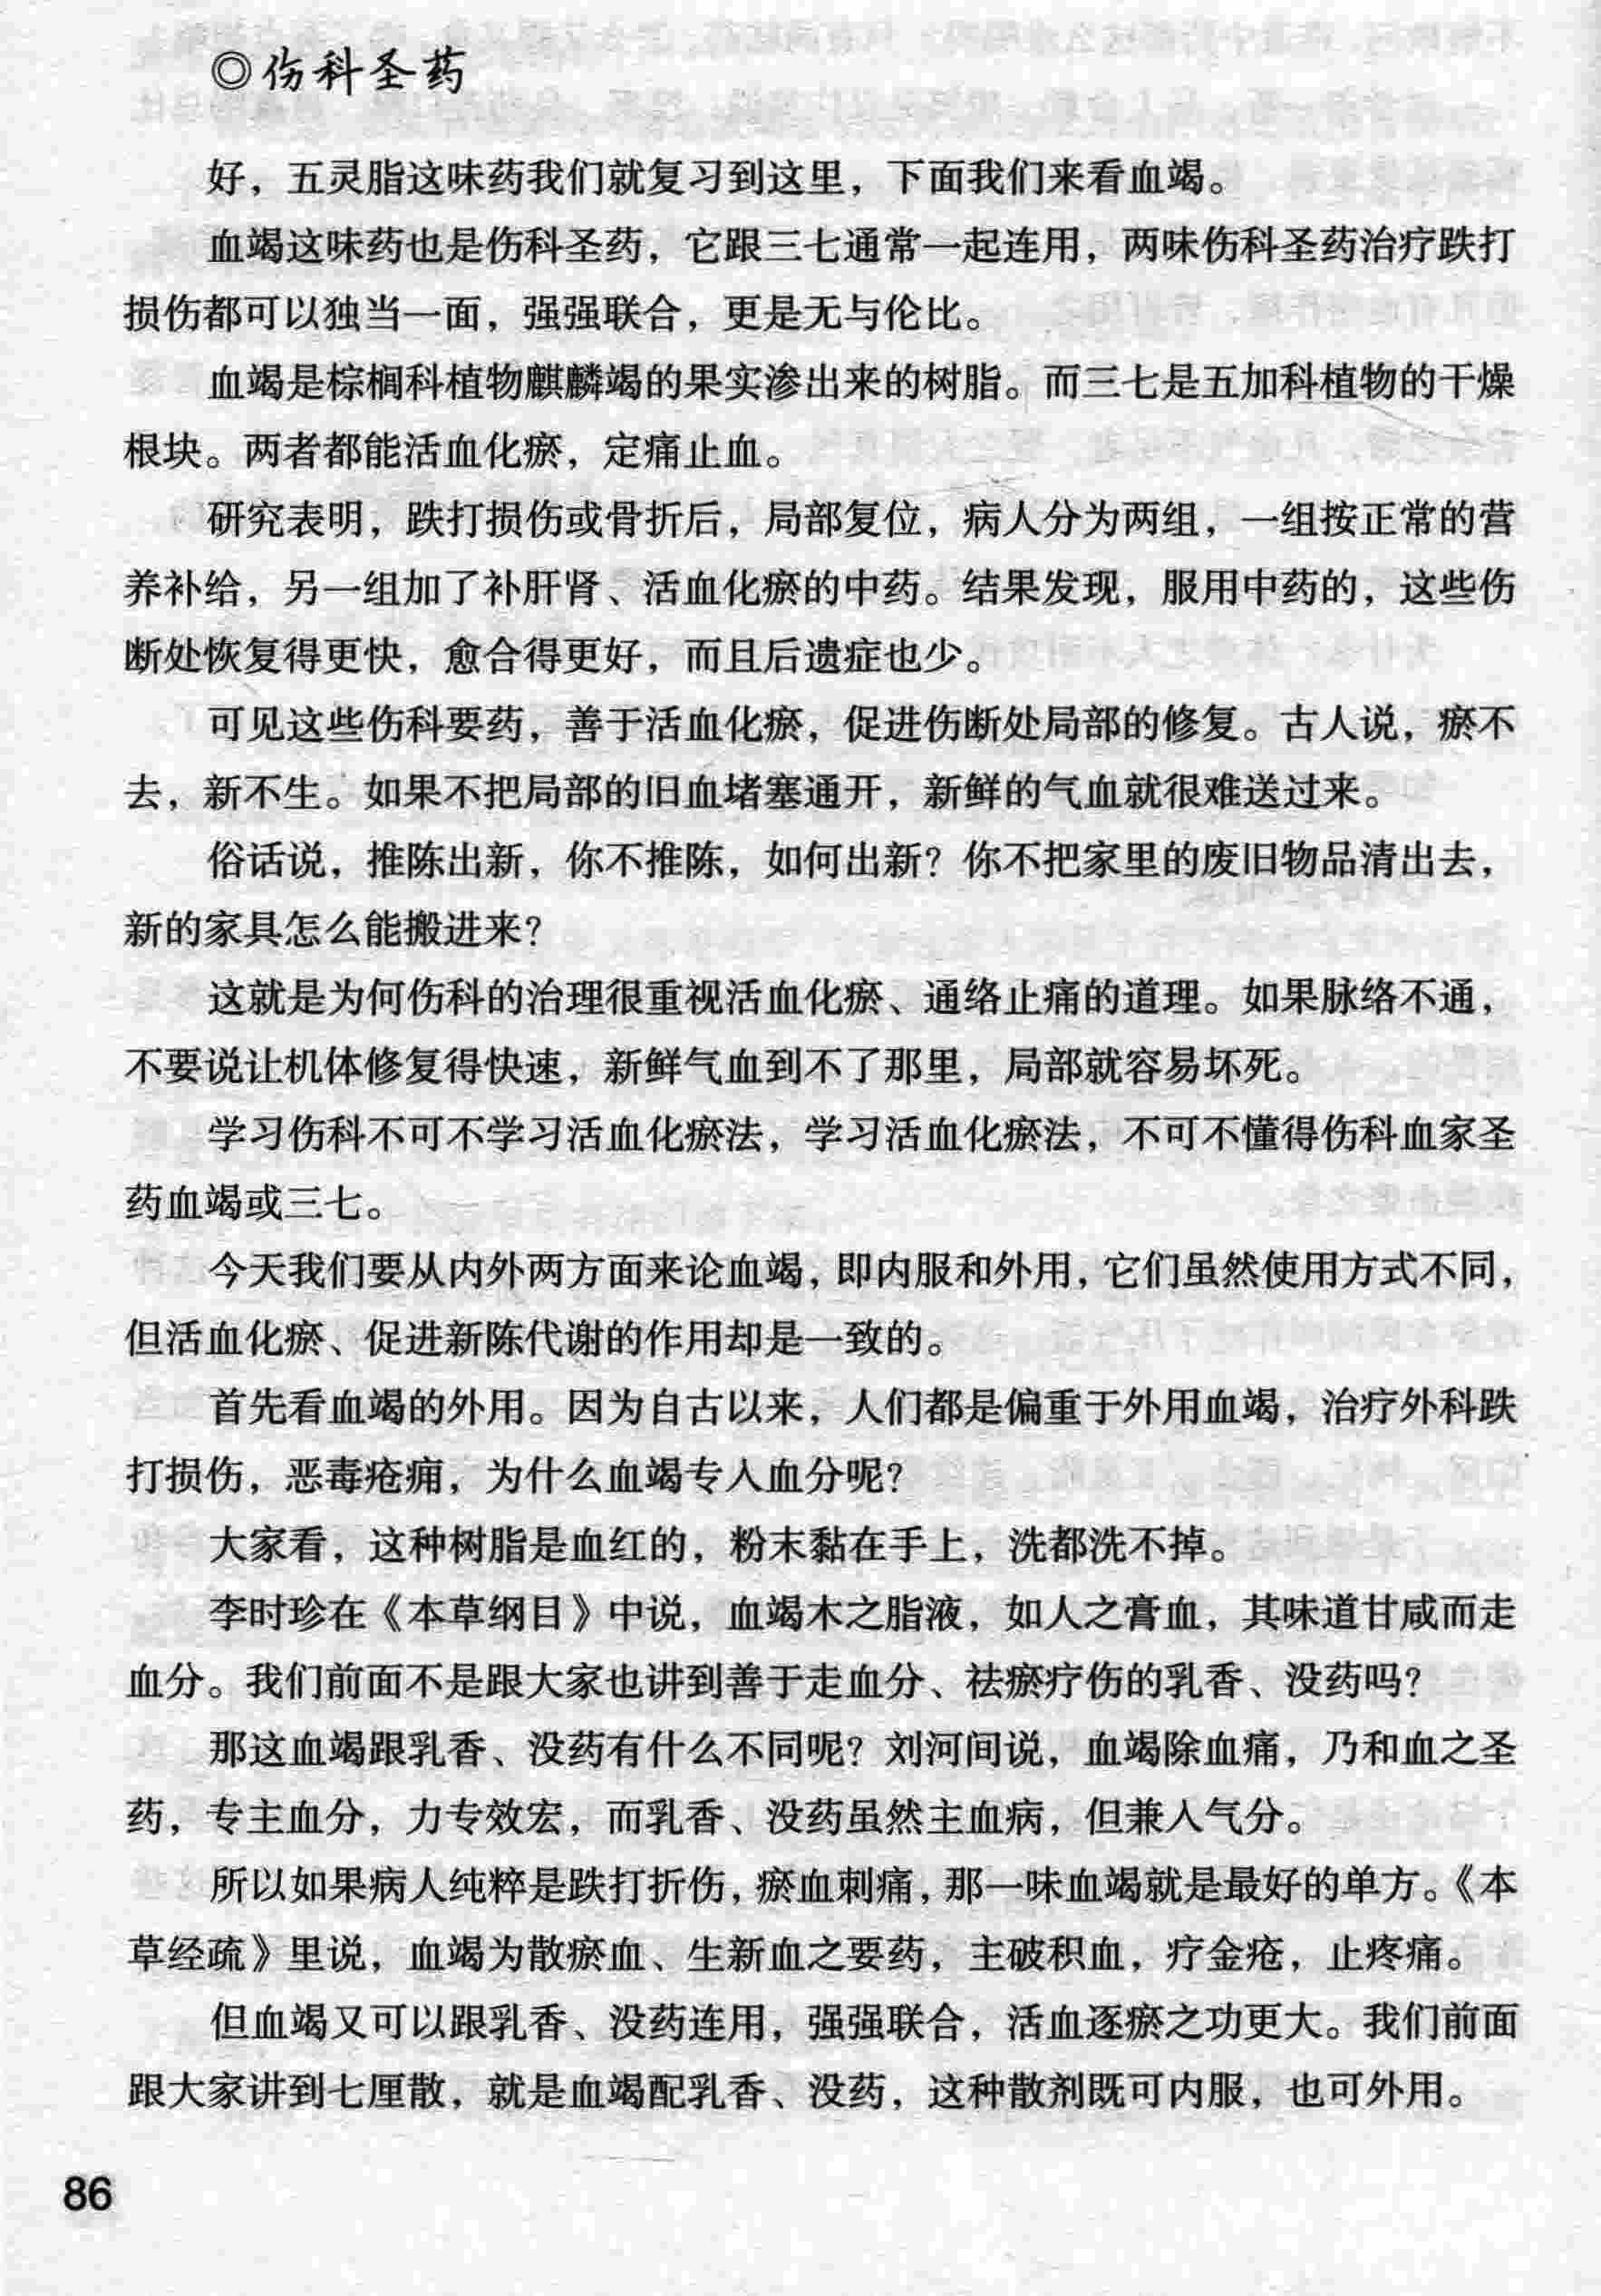 ◎伤科圣药
好，五灵脂这味药我们就复习到这里，下面我们来看血竭。
血竭这味药也是伤科圣药，它跟三七通常一起连用，两味伤科圣药治疗跌打
损伤都可以独当一面，强强联合，更是无与伦比。
血竭是棕榈科植物麒麟竭的果实渗出来的树脂。而三七是五加科植物的干燥
根块。两者都能活血化瘀，定痛止血。
研究表明，跌打损伤或骨折后，局部复位，病人分为两组，一组按正常的营
养补给，另一组加了补肝肾、活血化瘀的中药。结果发现，服用中药的，这些伤
断处恢复得更快，愈合得更好，而且后遗症也少。
可见这些伤科要药，善于活血化瘀，促进伤断处局部的修复。古人说，瘀不
去，新不生。如果不把局部的旧血堵塞通开，新鲜的气血就很难送过来。
俗话说，推陈出新，你不推陈，如何出新？你不把家里的废旧物品清出去，
新的家具怎么能搬进来？
这就是为何伤科的治理很重视活血化瘀、通络止痛的道理。如果脉络不通，
不要说让机体修复得快速，新鲜气血到不了那里，局部就容易坏死。
学习伤科不可不学习活血化瘀法，学习活血化瘀法，不可不懂得伤科血家圣
药血竭或三七。
今天我们要从内外两方面来论血竭，即内服和外用，它们虽然使用方式不同，
但活血化瘀、促进新陈代谢的作用却是一致的。
首先看血竭的外用。因为自古以来，人们都是偏重于外用血竭，治疗外科跌
打损伤，恶毒疮痈，为什么血竭专入血分呢？
大家看，这种树脂是血红的，粉末黏在手上，洗都洗不掉。
李时珍在《本草纲目》中说，血竭木之脂液，如人之膏血，其味道甘咸而走
血分。我们前面不是跟大家也讲到善于走血分、祛瘀疗伤的乳香、没药吗？
那这血竭跟乳香、没药有什么不同呢？刘河间说，血竭除血痛，乃和血之圣
药，专主血分，力专效宏，而乳香、没药虽然主血病，但兼入气分。
所以如果病人纯粹是跌打折伤，瘀血刺痛，那一味血竭就是最好的单方。《本
草经疏》里说，血竭为散瘀血、生新血之要药，主破积血，疗金疮，止疼痛。
但血竭又可以跟乳香、没药连用，强强联合，活血逐瘀之功更大。我们前面
跟大家讲到七厘散，就是血竭配乳香、没药，这种散剂既可内服，也可外用。
86